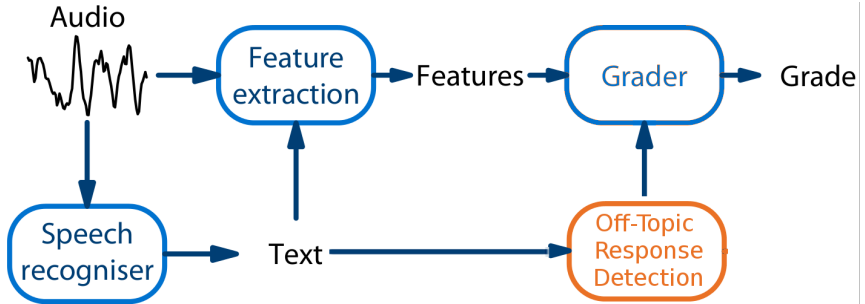 Audio
Feature
extraction
Features
Grader
Grade
Speech
recogniser
Text
Off-Topic
Response
Detection